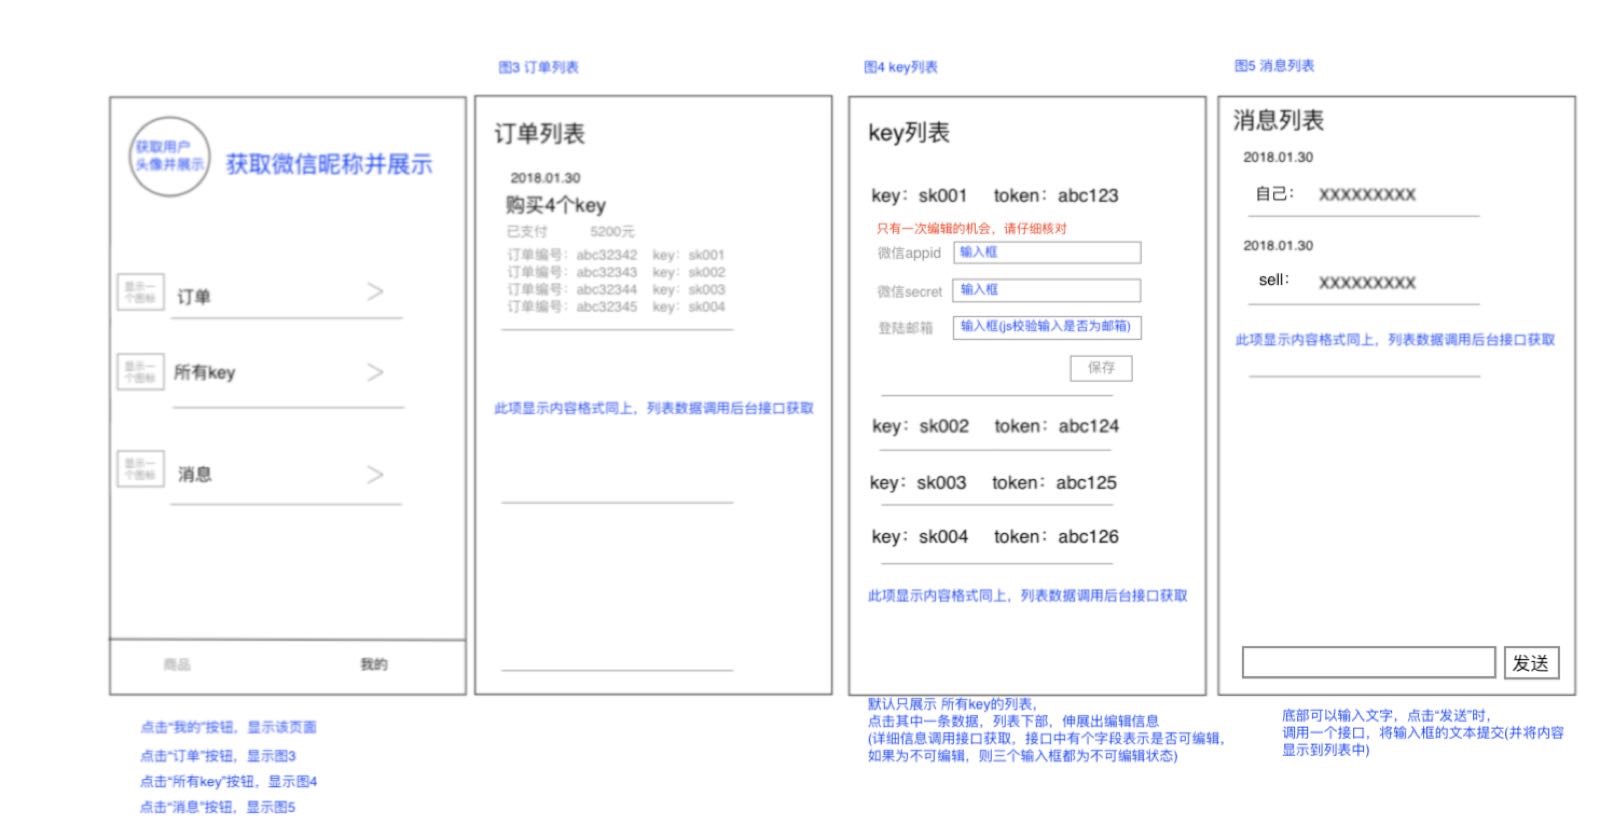 图3 订单列表
图4 key列表
图5 消息列表
获取用户
头像并展示
获取微信昵称并展示
显示一
个图标
订单
>
显示一
个图标
所有key
>
显示一
个图标
消息
>
商品
我的
点击“我的”按钮，显示该页面
点击“订单”按钮，显示图3
点击“所有key”按钮，显示图4
点击“消息”按钮，显示图5
订单列表
2018.01.30
购买4个key
已支付 5200元
订单编号：abc32342 key：sk001
订单编号：abc32343 key：sk002
订单编号：abc32344 key：sk003
订单编号：abc32345 key：sk004
此项显示内容格式同上，列表数据调用后台接口获取
key列表
key：sk001 token：abc123
只有一次编辑的机会，请仔细核对
微信appid 输入框
微信secret 输入框
登陆邮箱 输入框(js校验输入是否为邮箱)
保存
key：sk002 token：abc124
key：sk003 token：abc125
key：sk004 token：abc126
此项显示内容格式同上，列表数据调用后台接口获取
默认只展示 所有key的列表，
点击其中一条数据，列表下部，伸展出编辑信息
(详细信息调用接口获取，接口中有个字段表示是否可编辑，
如果为不可编辑，则三个输入框都为不可编辑状态)
消息列表
2018.01.30
自己： XXXXXXXXX
2018.01.30
sell： XXXXXXXXX
此项显示内容格式同上，列表数据调用后台接口获取
发送
底部可以输入文字，点击“发送”时，
调用一个接口，将输入框的文本提交(并将内容
显示到列表中)